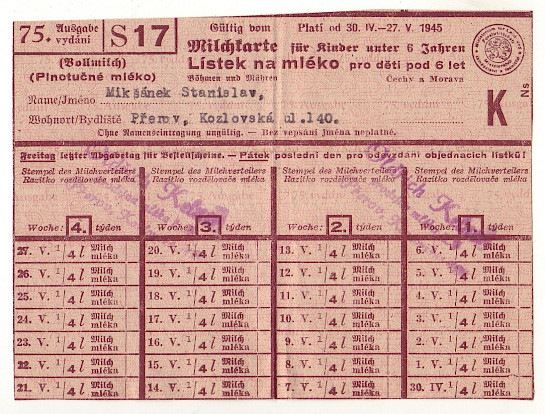 75. Ausgabe vydání
S 17
Gültig vom Platí od 30. IV.-27. V. 1945
(Vollmilch)
(Plnotučné mléko)
Milchkarte für Kinder unter 6 Jahren
Lístek na mléko pro děti pod 6 let
Böhmen und Mähren Čechy a Morava
Name/Jméno Mikšánek Stanislav,
Wohnort/Bydliště Přerov, Kozlovská ul.140.
K Ns
Ohne Namenseintragung ungültig. — Bez vepsání jména neplatné.
Freitag letzter Abgabetag für Bestellscheine. — Pátek poslední den pro odevzdání objednacích lístků!
Stempel des Milchverteilers Stempel des Milchverteilers Stempel des Milchverteilers Stempel des Milchverteilers
Razítko rozdělovače mléka Razítko rozdělovače mléka Razítko rozdělovače mléka Razítko rozdělovače mléka
Woche: 4. týden Woche: 3. týden Woche: 2. týden Woche: 1. týden
27. V. 1/4 l Milch mléka 20. V. 1/4 l Milch mléka 13. V. 1/4 l Milch mléka 6. V. 1/4 l Milch mléka
26. V. 1/4 l Milch mléka 19. V. 1/4 l Milch mléka 12. V. 1/4 l Milch mléka 5. V. 1/4 l Milch mléka
25. V. 1/4 l Milch mléka 18. V. 1/4 l Milch mléka 11. V. 1/4 l Milch mléka 4. V. 1/4 l Milch mléka
24. V. 1/4 l Milch mléka 17. V. 1/4 l Milch mléka 10. V. 1/4 l Milch mléka 3. V. 1/4 l Milch mléka
23. V. 1/4 l Milch mléka 16. V. 1/4 l Milch mléka 9. V. 1/4 l Milch mléka 2. V. 1/4 l Milch mléka
22. V. 1/4 l Milch mléka 15. V. 1/4 l Milch mléka 8. V. 1/4 l Milch mléka 1. V. 1/4 l Milch mléka
21. V. 1/4 l Milch mléka 14. V. 1/4 l Milch mléka 7. V. 1/4 l Milch mléka 30. IV. 1/4 l Milch mléka